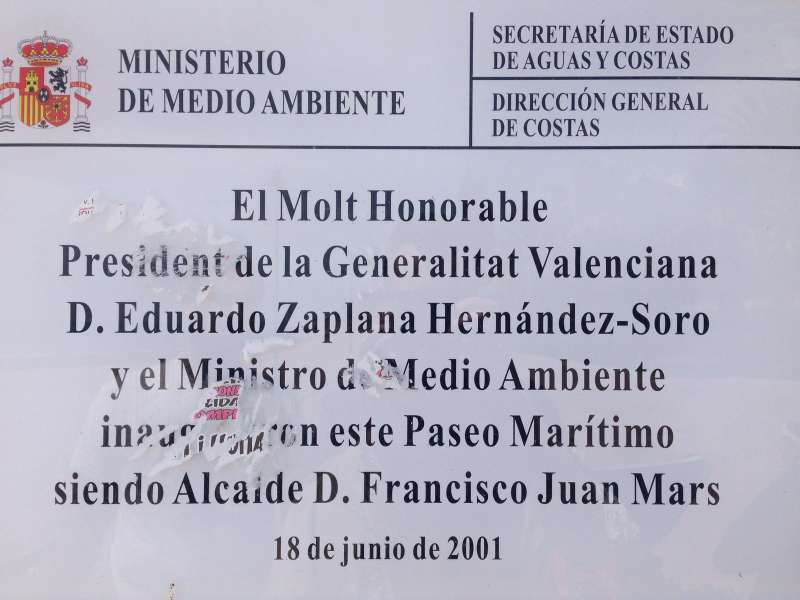 MINISTERIO
DE MEDIO AMBIENTE
SECRETARÍA DE ESTADO
DE AGUAS Y COSTAS
DIRECCIÓN GENERAL
DE COSTAS
El Molt Honorable
President de la Generalitat Valenciana
D. Eduardo Zaplana Hernández-Soro
y el Ministro de Medio Ambiente
inauguraron este Paseo Marítimo
siendo Alcalde D. Francisco Juan Mars
18 de junio de 2001